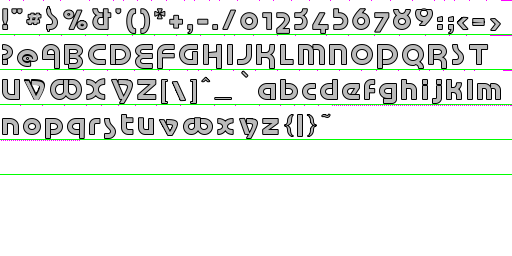 !"#$%&'()*+,-./0123456789:;<=>
?@ABCDEFGHIJKLMNOPQRST
UVWXYZ[\]^_`abcdefghijklm
nopqrstuvwxyz{|}~